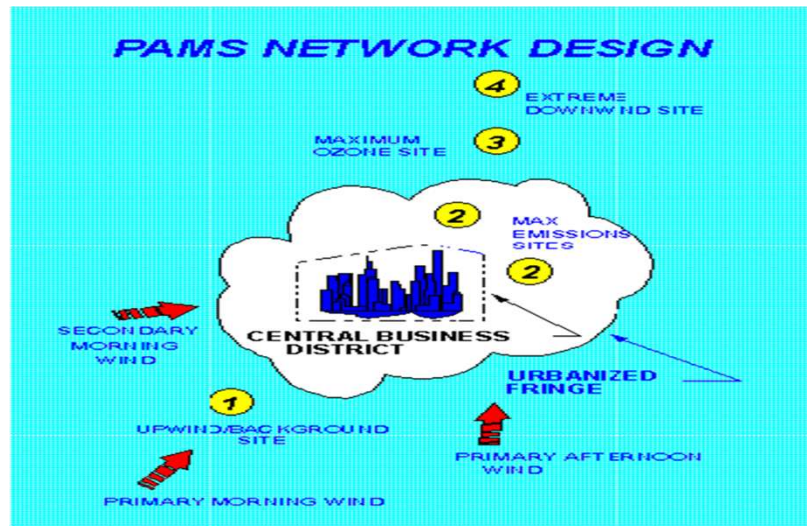 PAMS NETWORK DESIGN
4
EXTREME
DOWNWIND SITE
MAXIMUM
OZONE SITE
3
2
MAX
EMISSIONS
SITES
2
SECONDARY
MORNING
WIND
CENTRAL BUSINESS
DISTRICT
URBANIZED
FRINGE
1
UPWIND/BACKGROUND
SITE
PRIMARY AFTERNOON
WIND
PRIMARY MORNING WIND